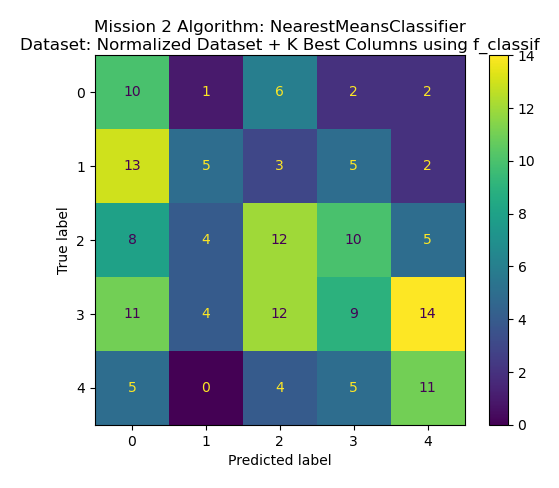 Mission 2 Algorithm: NearestMeansClassifier
Dataset: Normalized Dataset + K Best Columns using f_classif
14
0 10 1 6 2 2
12
1 13 5 3 5 2
10
8
True label
2 8 4 12 10 5
6
3 11 4 12 9 14
4
4 5 0 4 5 11
2
0
0 1 2 3 4
Predicted label